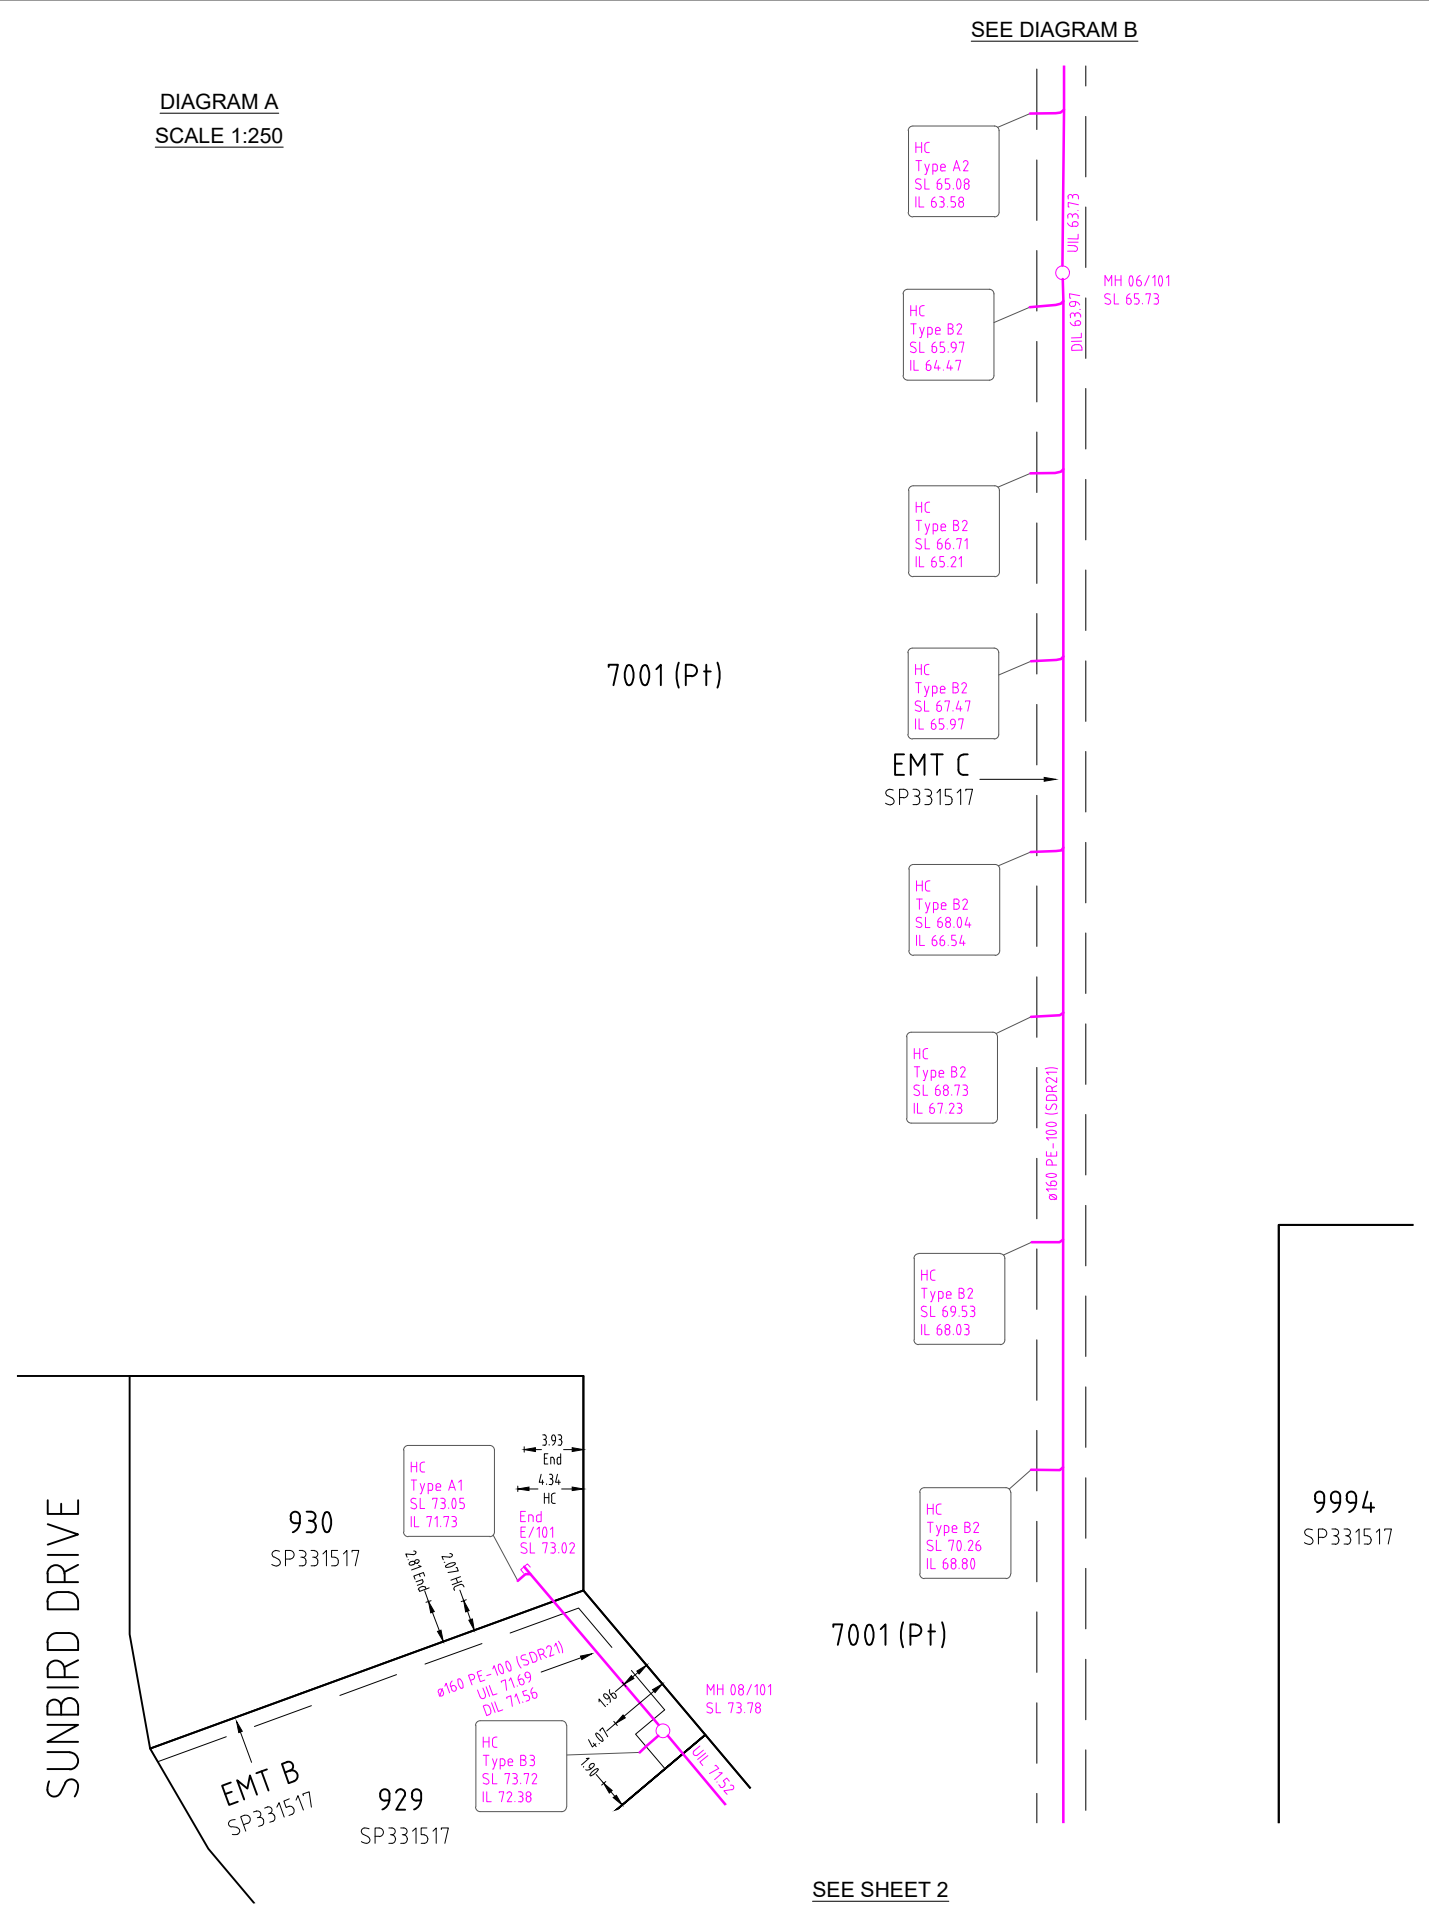 SEE DIAGRAM B
DIAGRAM A
SCALE 1:250
HC
Type A2
SL 65.08
IL 63.58
UIL 63.73
MH 06/101
SL 65.73
DIL 63.97
HC
Type B2
SL 65.97
IL 64.47
HC
Type B2
SL 66.71
IL 65.21
7001 (Pt)
HC
Type B2
SL 67.47
IL 65.97
EMT C
SP331517
HC
Type B2
SL 68.04
IL 66.54
HC
Type B2
SL 68.73
IL 67.23
ø160 PE-100 (SDR21)
HC
Type B2
SL 69.53
IL 68.03
3.93
End
4.34
HC
HC
Type A1
SL 73.05
IL 71.73
End
E/101
SL 73.02
930
SP331517
2.81 End
2.07 HC
HC
Type B2
SL 70.26
IL 68.80
9994
SP331517
SUNBIRD DRIVE
7001 (Pt)
ø160 PE-100 (SDR21)
UIL 71.69
DIL 71.56
1.96
4.07
1.90
MH 08/101
SL 73.78
UIL 71.52
HC
Type B3
SL 73.72
IL 72.38
EMT B
SP331517
929
SP331517
SEE SHEET 2